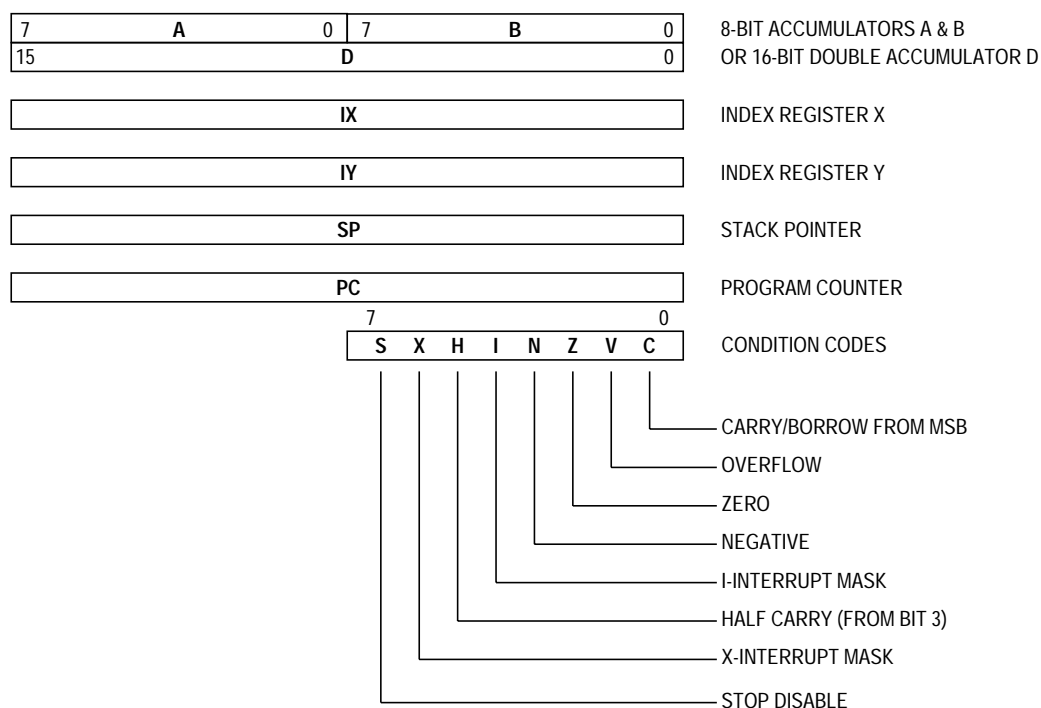 7 A 0 7 B 0 8-BIT ACCUMULATORS A & B
15 D 0 OR 16-BIT DOUBLE ACCUMULATOR D
IX INDEX REGISTER X
IY INDEX REGISTER Y
SP STACK POINTER
PC PROGRAM COUNTER
7 0
S X H I N Z V C CONDITION CODES
CARRY/BORROW FROM MSB
OVERFLOW
ZERO
NEGATIVE
I-INTERRUPT MASK
HALF CARRY (FROM BIT 3)
X-INTERRUPT MASK
STOP DISABLE